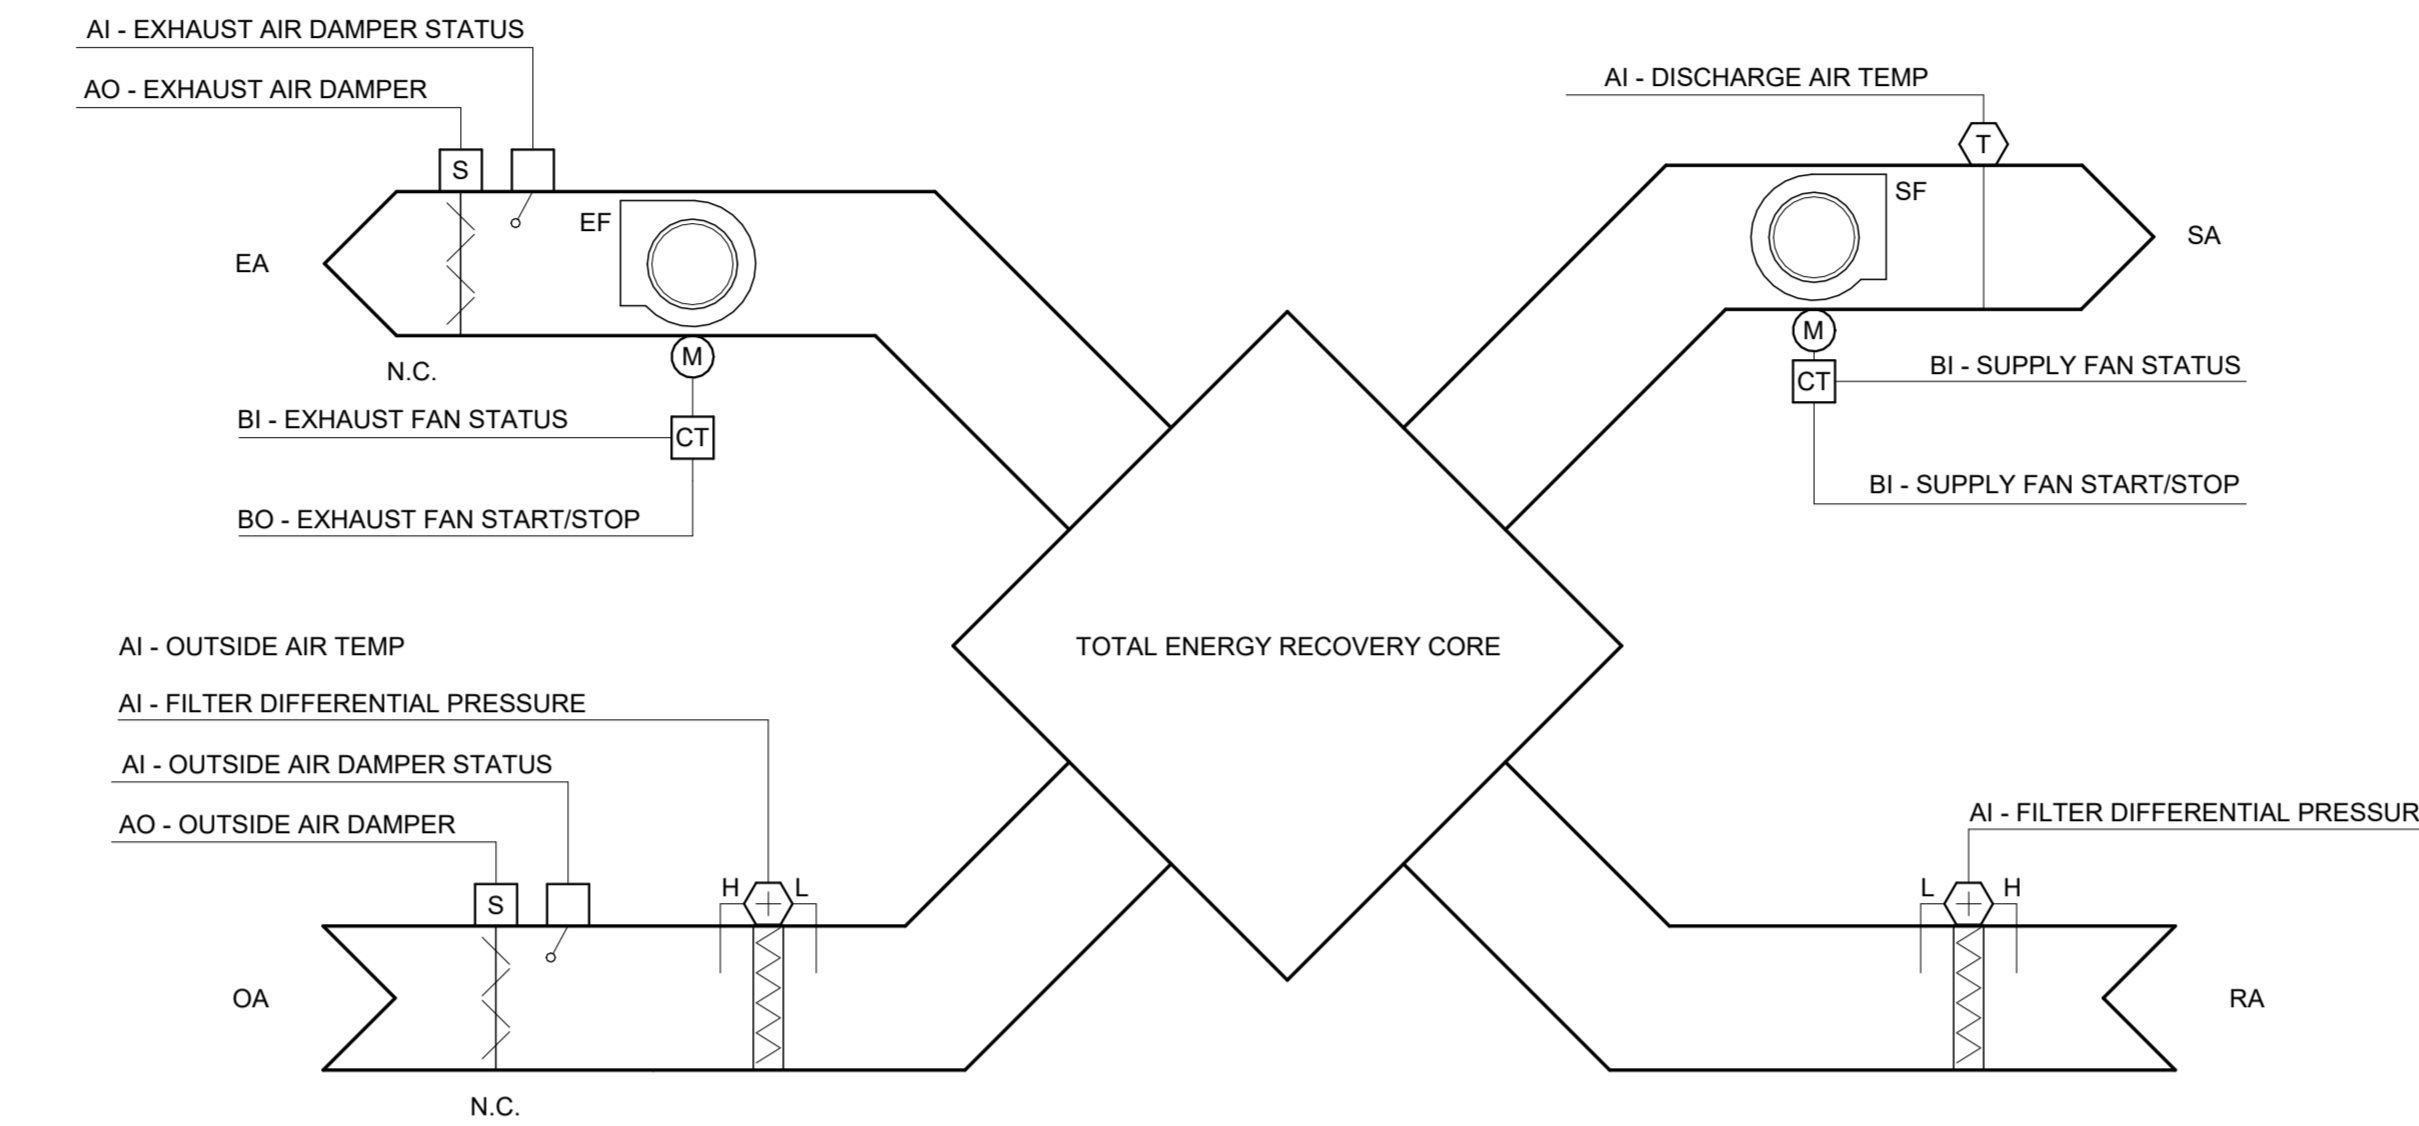 AI - EXHAUST AIR DAMPER STATUS
AO - EXHAUST AIR DAMPER
S
EF
EA
M
N.C.
BI - EXHAUST FAN STATUS
CT
BO - EXHAUST FAN START/STOP
AI - DISCHARGE AIR TEMP
T
SF
SA
M
CT
BI - SUPPLY FAN STATUS
BI - SUPPLY FAN START/STOP
TOTAL ENERGY RECOVERY CORE
AI - OUTSIDE AIR TEMP
AI - FILTER DIFFERENTIAL PRESSURE
AI - OUTSIDE AIR DAMPER STATUS
AO - OUTSIDE AIR DAMPER
S
H
L
OA
N.C.
AI - FILTER DIFFERENTIAL PRESSUR
L
H
RA